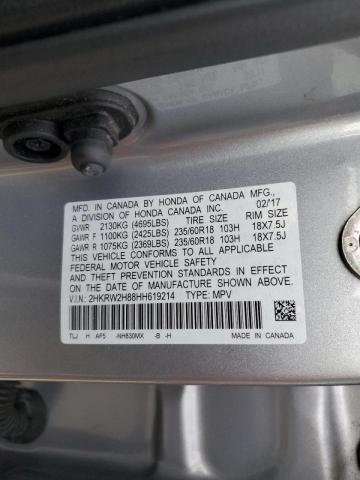 MFD. IN CANADA BY HONDA OF CANADA MFG., 02/17
A DIVISION OF HONDA CANADA INC.
GVWR 2130KG (4695LBS) TIRE SIZE RIM SIZE
GAWR F 1100KG (2425LBS) 235/60R18 103H 18X7.5J
GAWR R 1075KG (2369LBS) 235/60R18 103H 18X7.5J
THIS VEHICLE CONFORMS TO ALL APPLICABLE
FEDERAL MOTOR VEHICLE SAFETY AND
THEFT PREVENTION STANDARDS IN EFFECT ON
THE DATE OF MANUFACTURE SHOWN ABOVE.
V.I.N: 2HKRW2H88HH619214 TYPE: MPV
TLJ H AF5 -NH830MX -B -H MADE IN CANADA